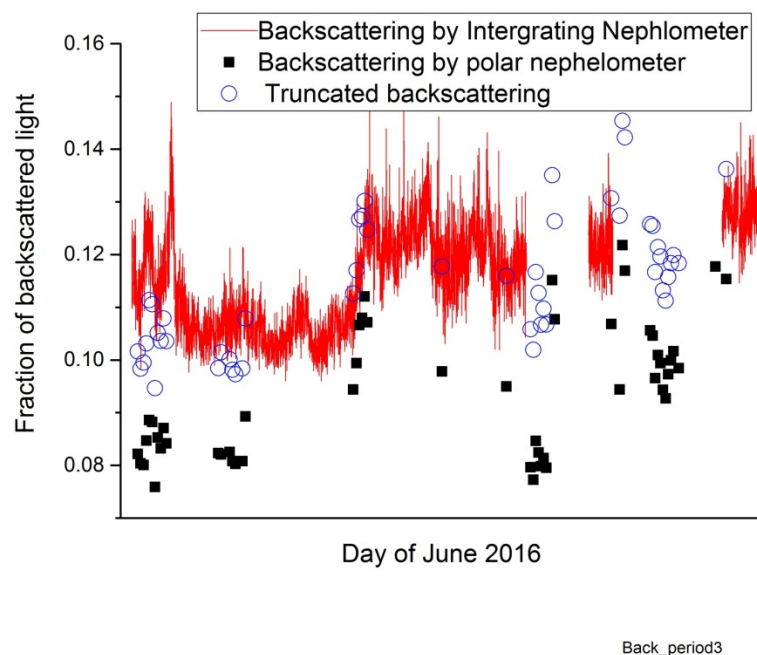 Backscattering by Intergrating Nephlometer
Backscattering by polar nephelometer
Truncated backscattering
0.16
0.14
0.12
0.10
0.08
Fraction of backscattered light
Day of June 2016
Back_period3